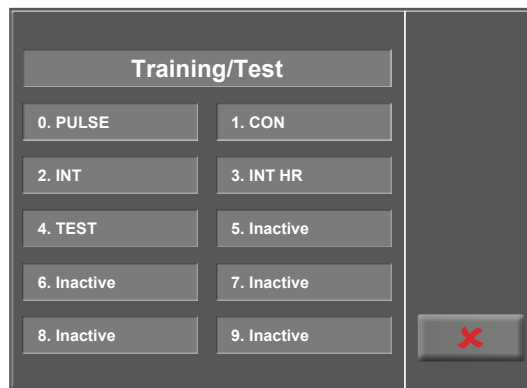 Training/Test
0. PULSE
1. CON
2. INT
3. INT HR
4. TEST
5. Inactive
6. Inactive
7. Inactive
8. Inactive
9. Inactive